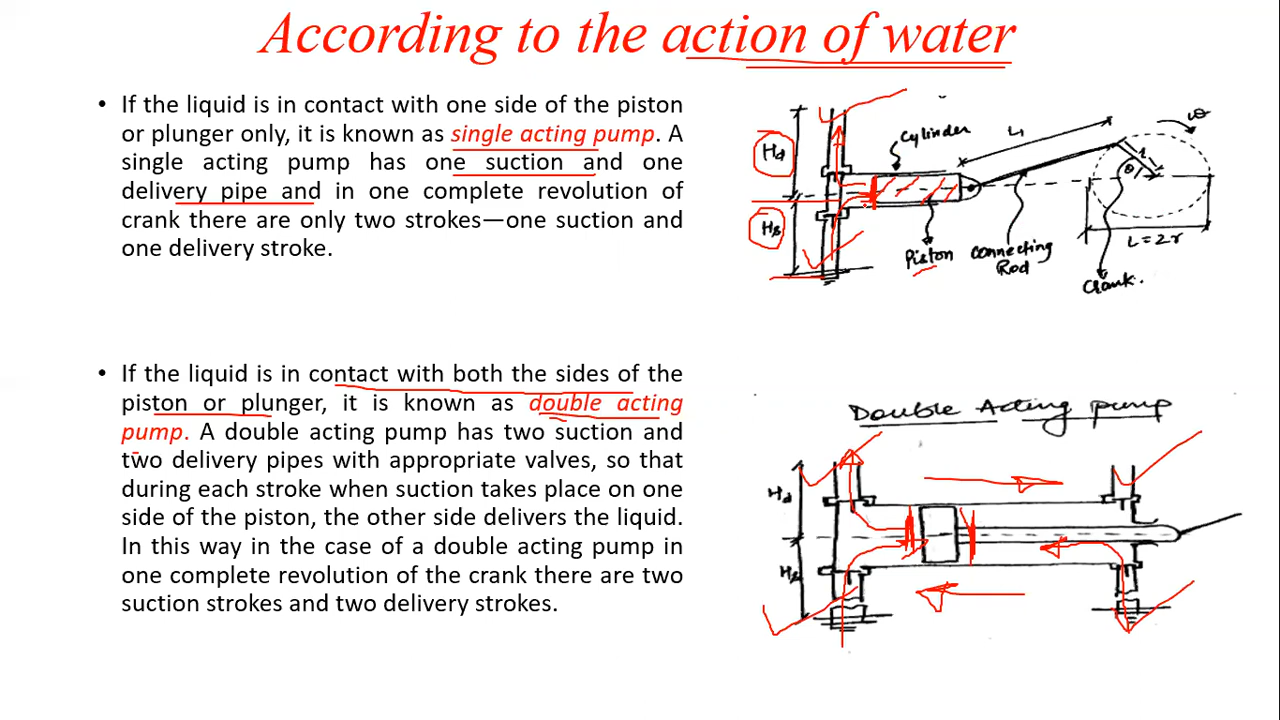 According to the action of water
• If the liquid is in contact with one side of the piston
or plunger only, it is known as single acting pump. A
single acting pump has one suction and one
delivery pipe and in one complete revolution of
crank there are only two strokes—one suction and
one delivery stroke.
Hd
Hs
Cylinder
L1
r
θ
ω
L = 2r
Piston
connecting
Rod
Crank.
• If the liquid is in contact with both the sides of the
piston or plunger, it is known as double acting
pump. A double acting pump has two suction and
two delivery pipes with appropriate valves, so that
during each stroke when suction takes place on one
side of the piston, the other side delivers the liquid.
In this way in the case of a double acting pump in
one complete revolution of the crank there are two
suction strokes and two delivery strokes.
Double Acting pump
Hd
Hs